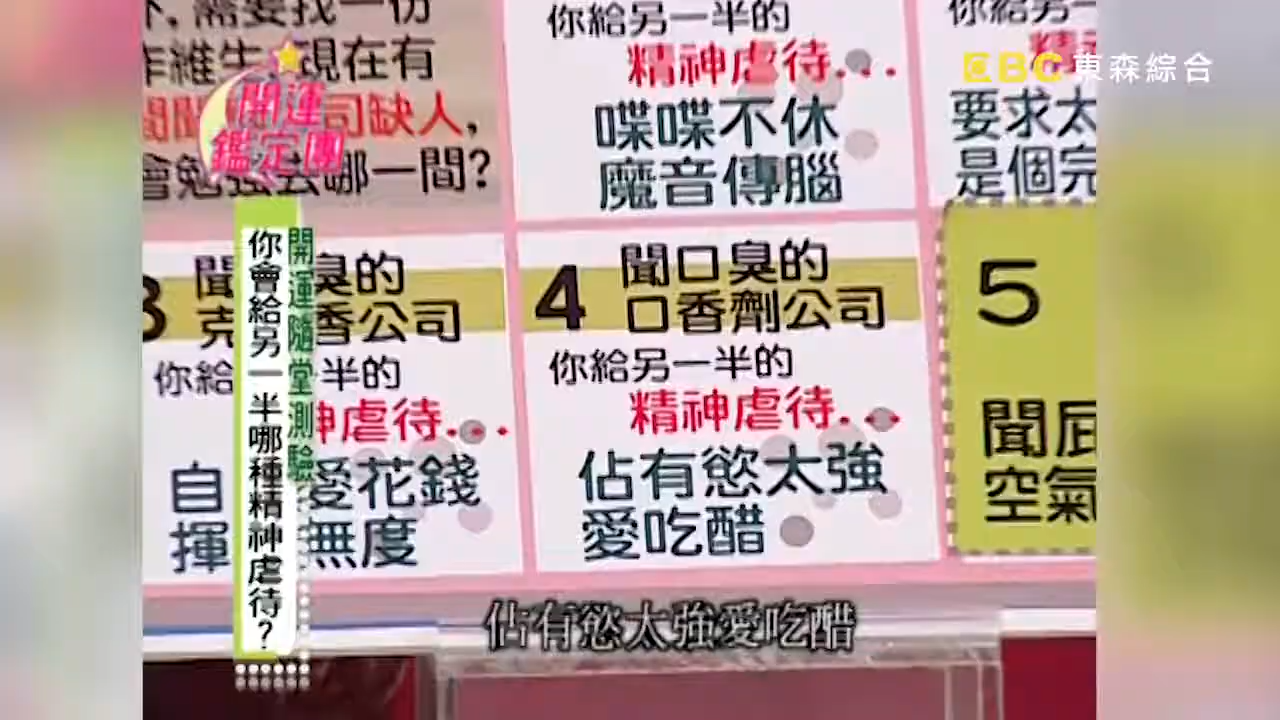 需要找一份
維生 現在有
司缺人,
會勉強去哪一間?
你給另一半的
精神虐待...
喋喋不休
魔音傳腦
你給另一
要求太
是個完
EBC東森綜合
開運
鑑定團
開運隨堂測驗
你會給另一半哪種精神虐待?
3 聞 臭的
克 香公司
你給 半的
神虐待...
自 愛花錢
揮 無度
4 聞口臭的
口香劑公司
你給另一半的
精神虐待...
佔有慾太強
愛吃醋
5
聞屁
空氣
佔有慾太強愛吃醋